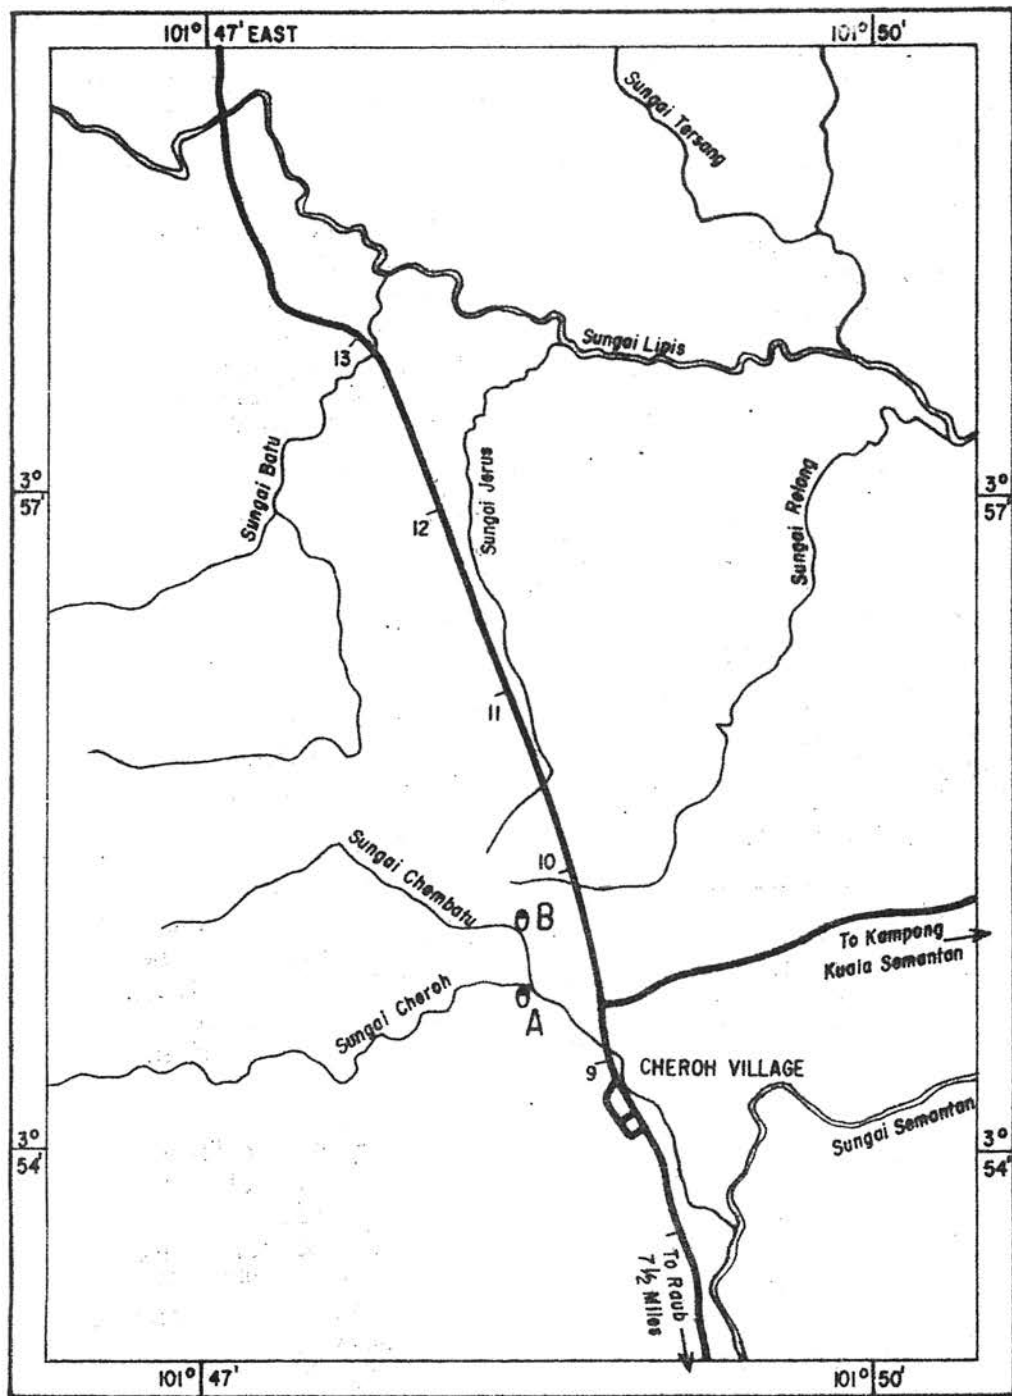 101° 47' EAST
101° 50'
Sungai Tersang
Sungai Lipis
13
Sungai Batu
Sungai Jerus
Sungai Relong
3°
57'
3°
57'
12
11
10
Sungai Chembatu
B
To Kampong
Kuala Semantan
Sungai Cheroh
A
9
CHEROH VILLAGE
Sungai Semantan
3°
54'
3°
54'
To Raub
7 1/2 Miles
101° 47'
101° 50'